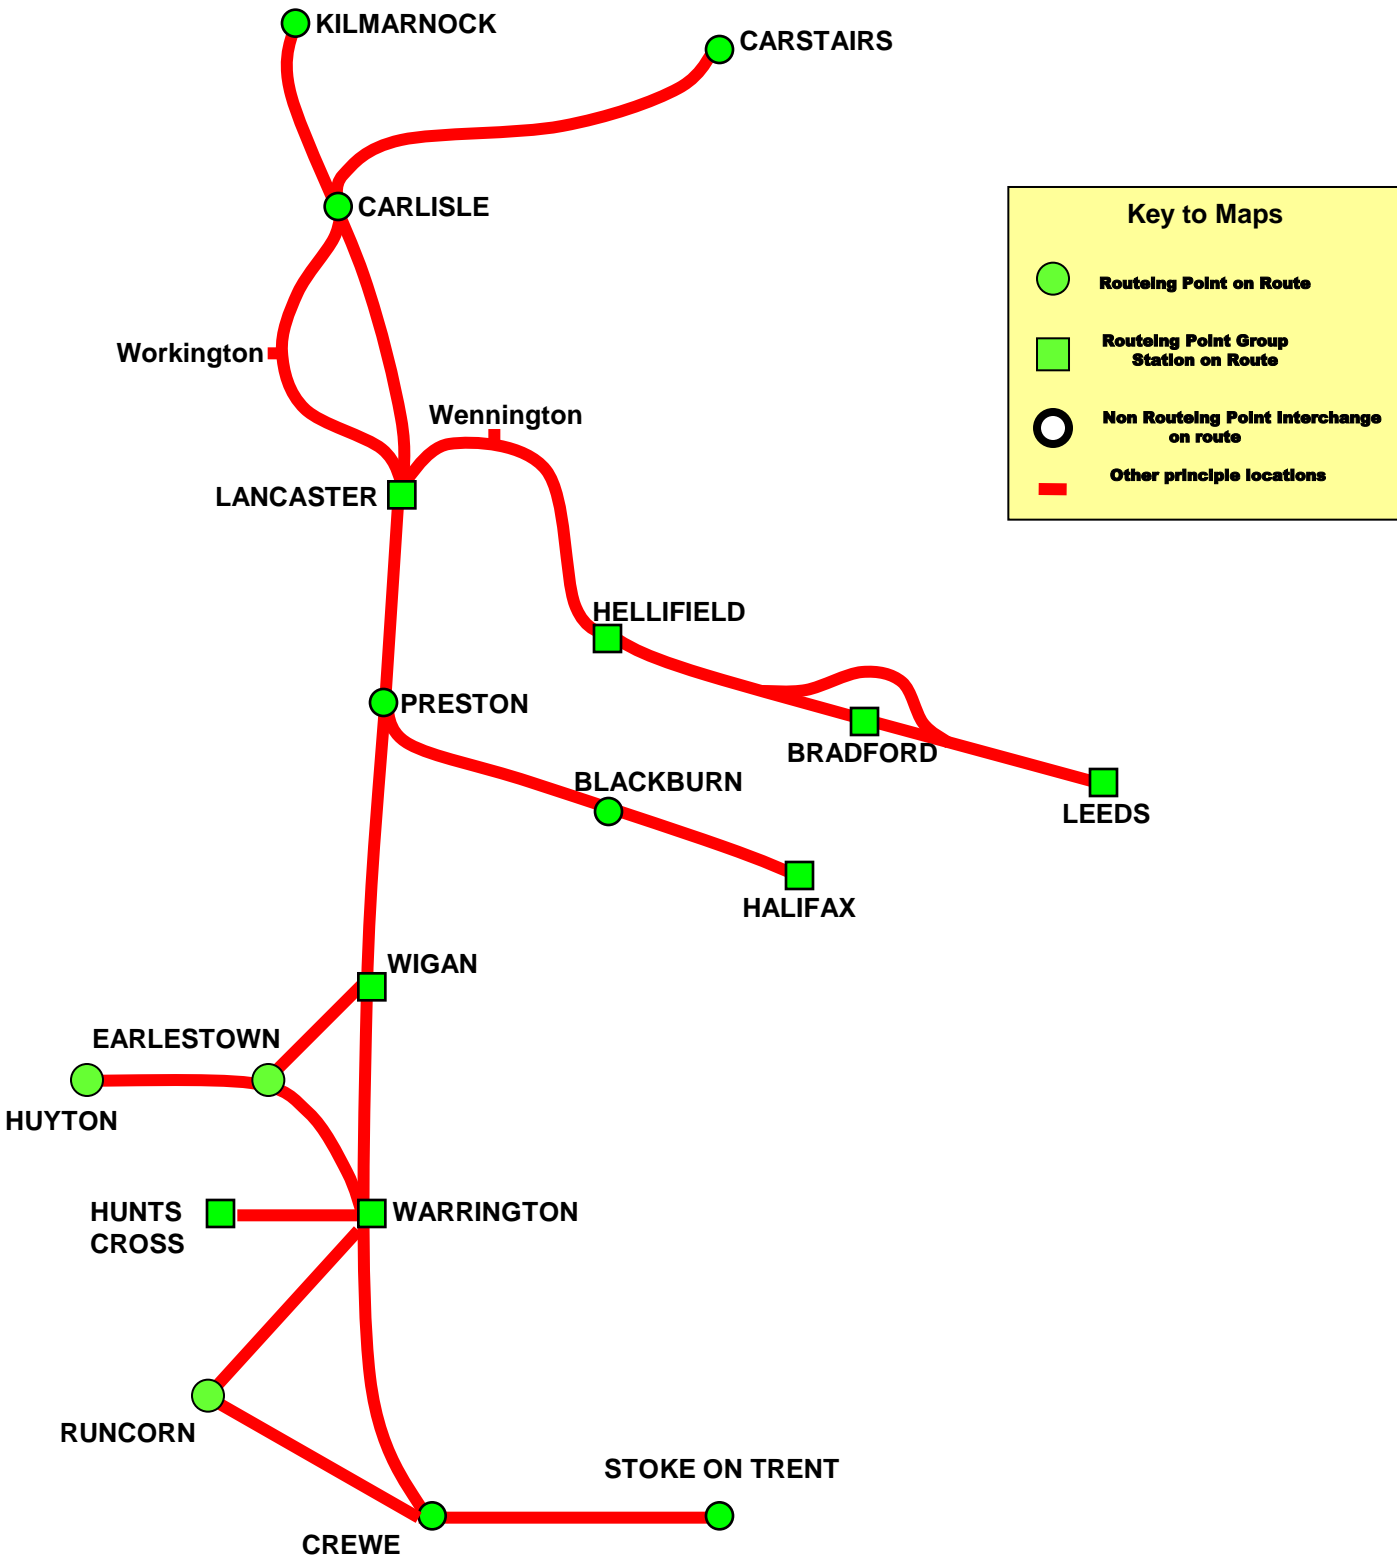 KILMARNOCK
CARSTAIRS
CARLISLE
Key to Maps
Routeing Point on Route
Routeing Point Group
Station on Route
Workington
Wennington
Non Routeing Point Interchange
on route
Other principle locations
LANCASTER
HELLIFIELD
PRESTON
BRADFORD
BLACKBURN
LEEDS
HALIFAX
WIGAN
EARLESTOWN
HUYTON
HUNTS
CROSS
WARRINGTON
RUNCORN
STOKE ON TRENT
CREWE